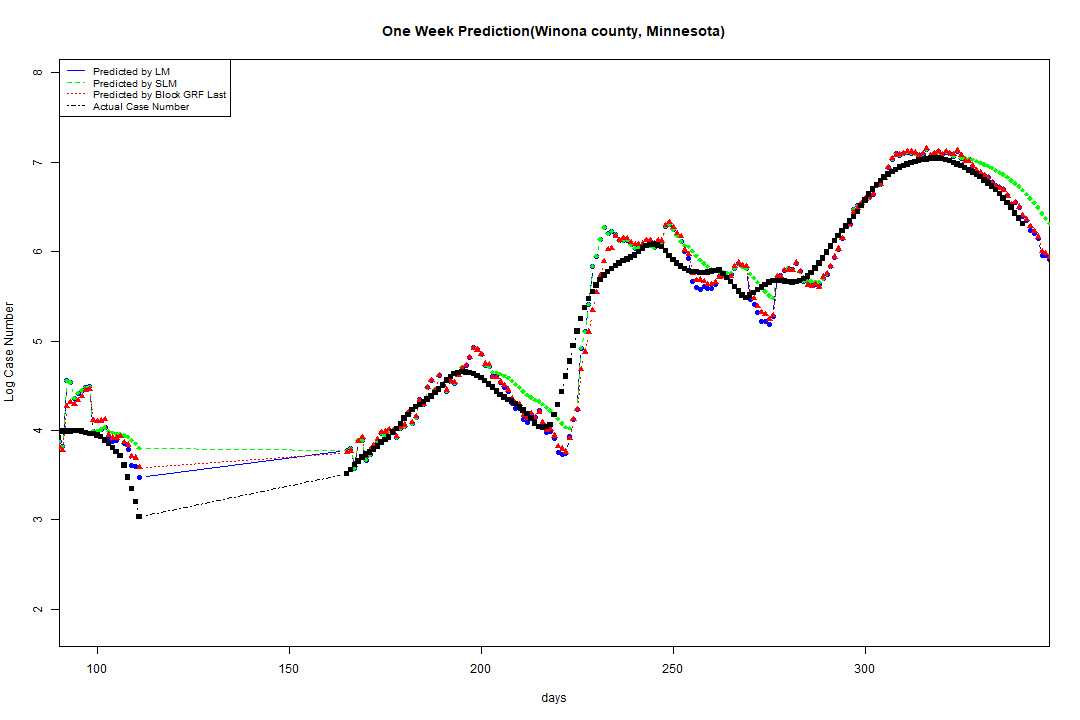 One Week Prediction(Winona county, Minnesota)
Predicted by LM
Predicted by SLM
Predicted by Block GRF Last
Actual Case Number
Log Case Number
8
7
6
5
4
3
2
100 150 200 250 300
days